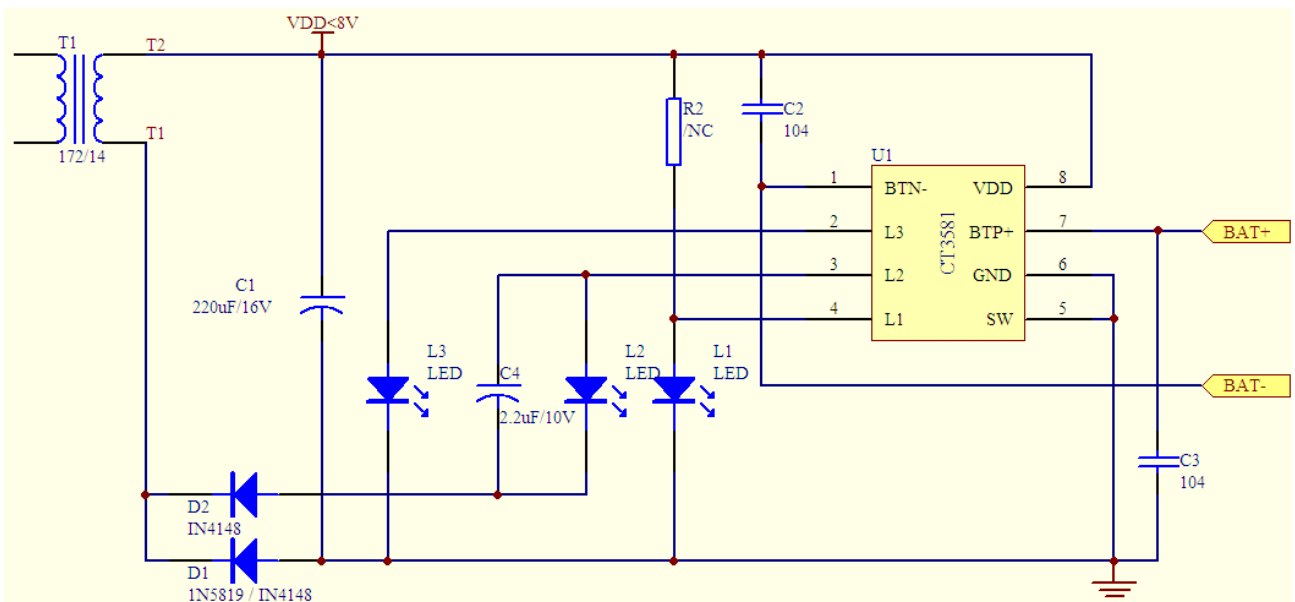 VDD<8V
T1
T2
T1
172/14
R2
/NC
C2
104
U1
1
BTN-
VDD
8
2
L3
BTP+
7
BAT+
CT3581
3
L2
GND
6
4
L1
SW
5
C1
220uF/16V
L3
LED
C4
2.2uF/10V
L2
LED
L1
LED
BAT-
C3
104
D2
IN4148
D1
1N5819 / IN4148